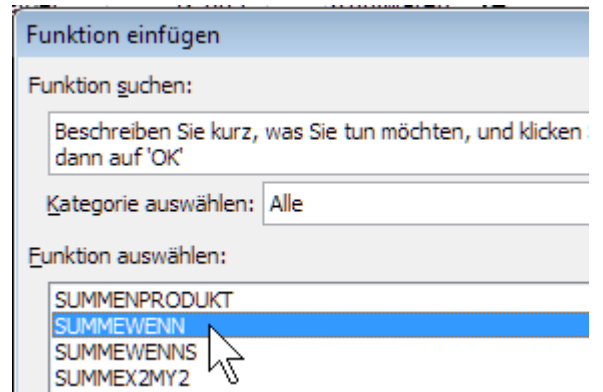 Funktion einfügen
Funktion suchen:
Beschreiben Sie kurz, was Sie tun möchten, und klicken
dann auf 'OK'
Kategorie auswählen: Alle
Funktion auswählen:
SUMMENPRODUKT
SUMMEWENN
SUMMEWENNS
SUMMEX2MY2